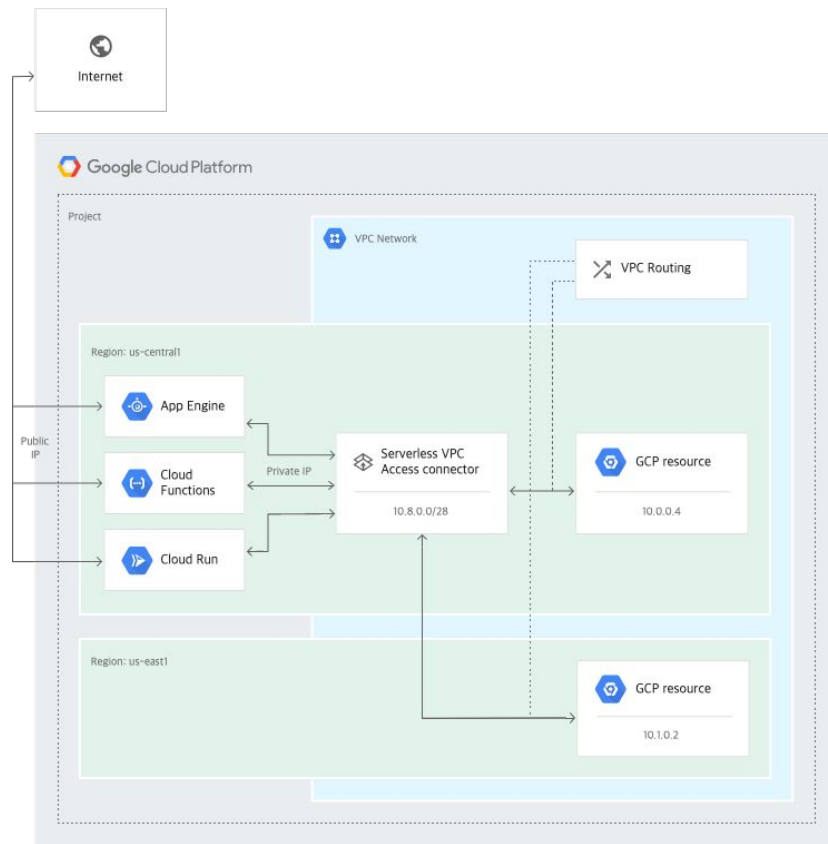 Internet
Google Cloud Platform
Project
VPC Network
VPC Routing
Region: us-central1
App Engine
Public
IP
Cloud
Functions
Private IP
Serverless VPC
Access connector
10.8.0.0/28
GCP resource
10.0.0.4
Cloud Run
Region: us-east1
GCP resource
10.1.0.2